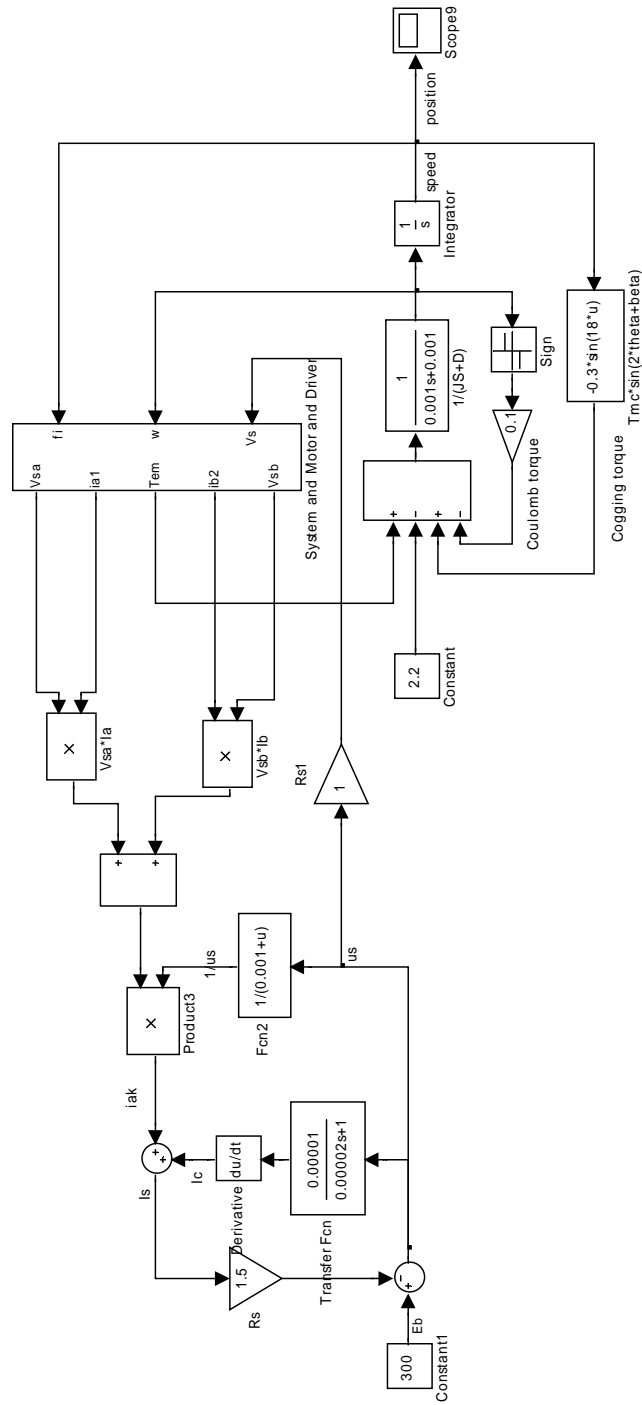 Scope9
position
speed
1
s
Integrator
fi
w
Vs
Vsa
ia1
Tem
ib2
Vsb
System and Motor and Driver
1
0.001s+0.001
1/(JS+D)
Sign
0.1
Coulomb torque
-0.3*sin(18*u)
Tmc*sin(2*theta+beta)
Cogging torque
+
-
+
-
2.2
Constant
×
Vsa*Ia
×
Vsb*Ib
1
Rs1
+
+
×
Product3
1/us
1/(0.001+u)
Fcn2
us
iak
+
+
Is
Ic
du/dt
Derivative
0.00001
0.00002s+1
Transfer Fcn
1.5
Rs
+
-
Eb
300
Constant1